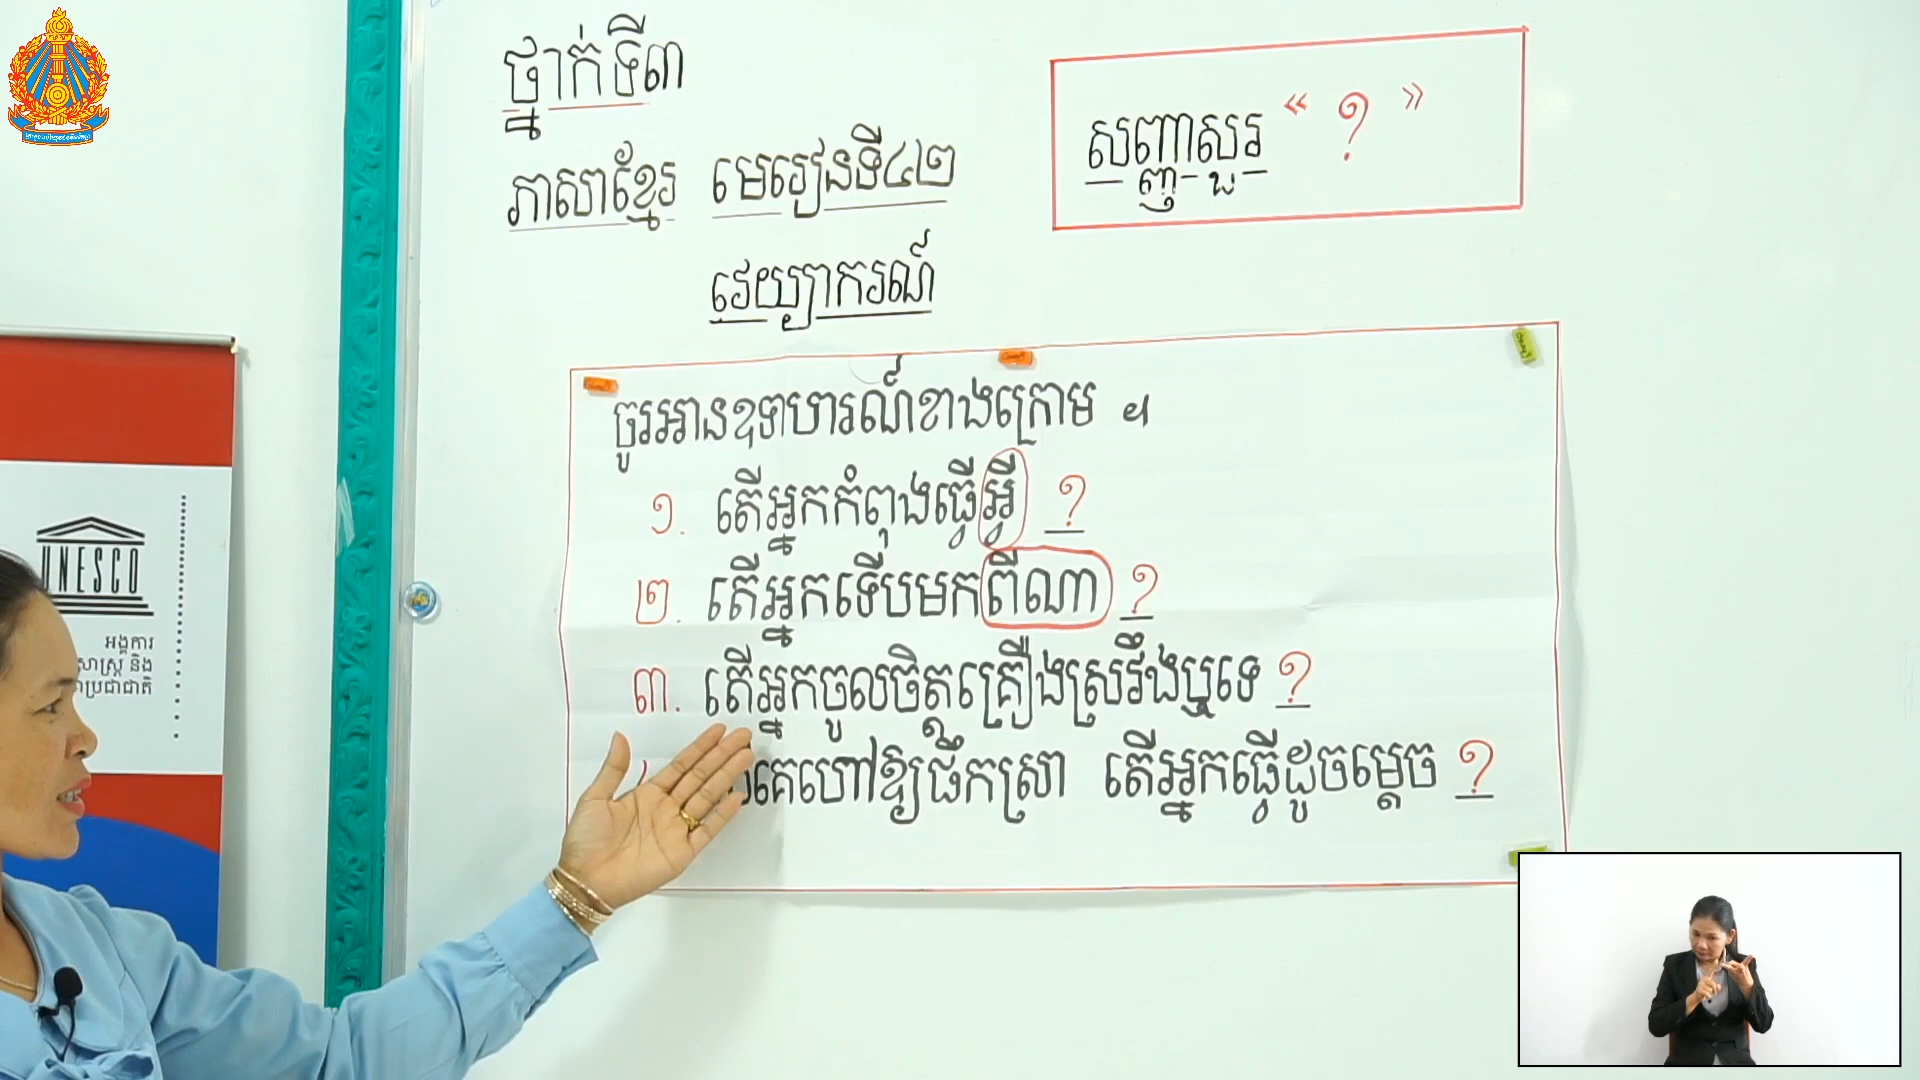 ថ្នាក់ទី៣
ភាសាខ្មែរ មេរៀនទី៤២
វេយ្យាករណ៍
សញ្ញាសួរ « ? »
ចូរអានឧទាហរណ៍ខាងក្រោម ។
១. តើអ្នកកំពុងធ្វើអ្វី ?
២. តើអ្នកទើបមកពីណា ?
៣. តើអ្នកចូលចិត្តគ្រឿងស្រវឹងឬទេ ?
គេហៅឱ្យផឹកស្រា តើអ្នកធ្វើដូចម្តេច ?
UNESCO
អង្គការ
សាស្ត្រ និង
ប្រជាជាតិ